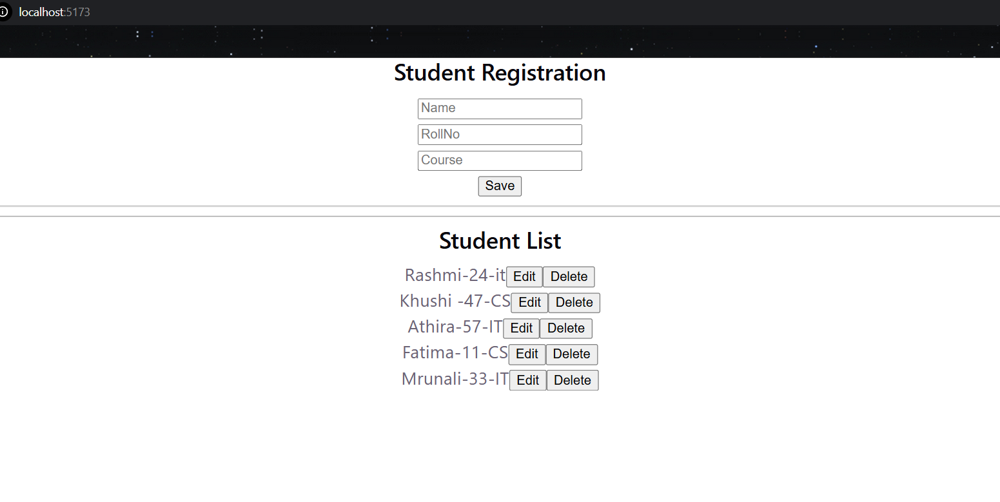 localhost:5173
Student Registration
Name
RollNo
Course
Save
Student List
Rashmi-24-it Edit Delete
Khushi -47-CS Edit Delete
Athira-57-IT Edit Delete
Fatima-11-CS Edit Delete
Mrunali-33-IT Edit Delete